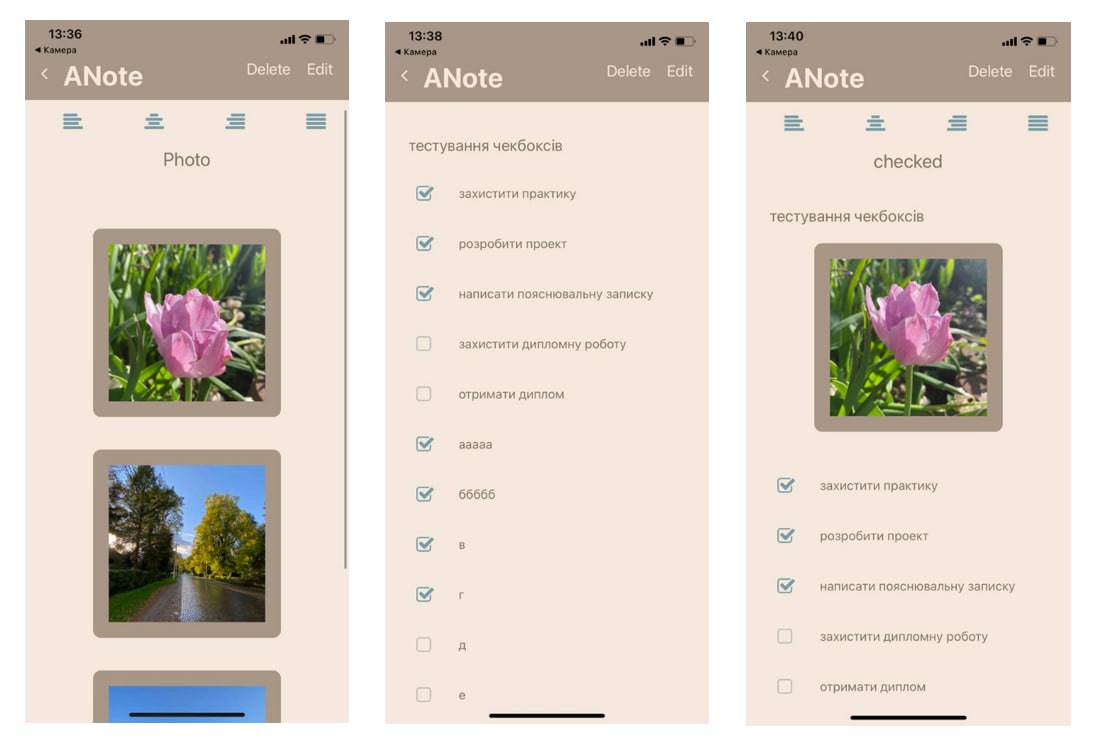 13:36
◀ Камера
ANote
Delete Edit
Photo
13:38
◀ Камера
ANote
Delete Edit
тестування чекбоксів
захистити практику
розробити проект
написати пояснювальну записку
захистити дипломну роботу
отримати диплом
ааааа
ббббб
в
г
д
е
13:40
◀ Камера
ANote
Delete Edit
checked
тестування чекбоксів
захистити практику
розробити проект
написати пояснювальну записку
захистити дипломну роботу
отримати диплом